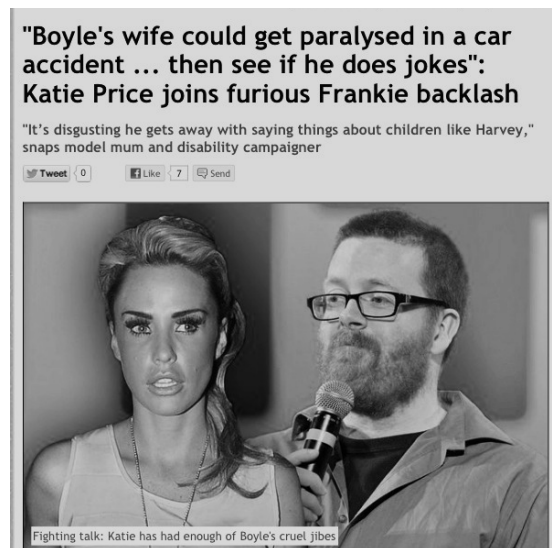 "Boyle's wife could get paralysed in a car
accident ... then see if he does jokes":
Katie Price joins furious Frankie backlash
"It's disgusting he gets away with saying things about children like Harvey,"
snaps model mum and disability campaigner
Tweet 0 Like 7 Send
Fighting talk: Katie has had enough of Boyle's cruel jibes